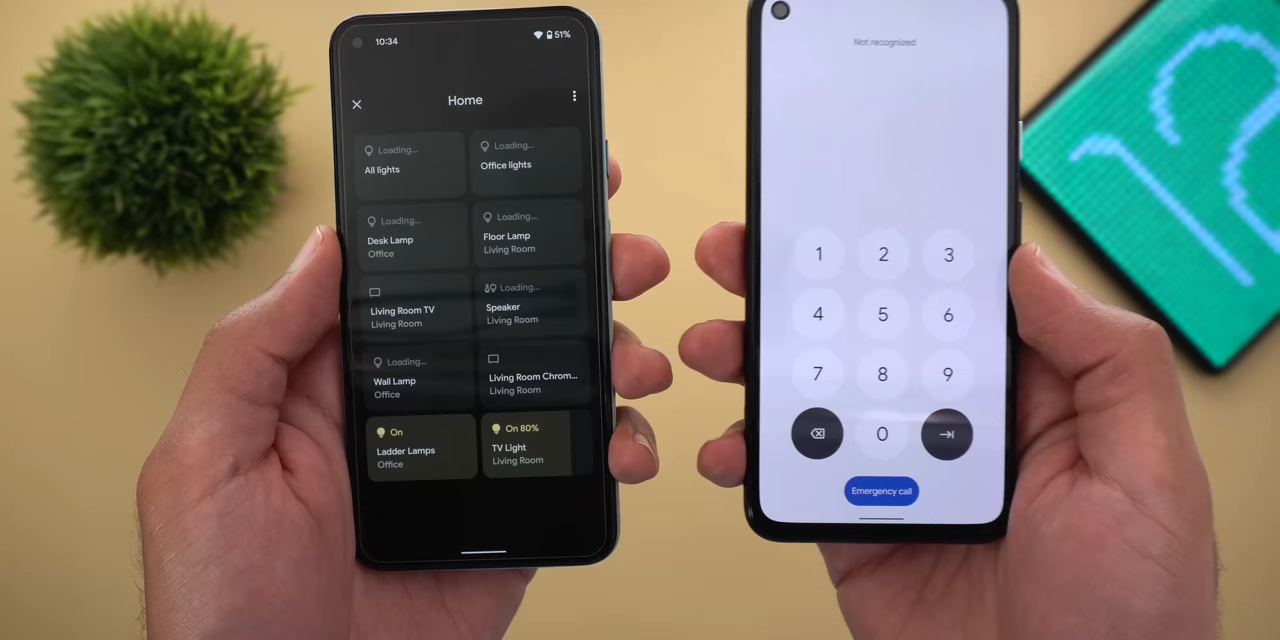 10:34
51%
Home
Loading...
All lights
Loading...
Office lights
Loading...
Desk Lamp
Office
Loading...
Floor Lamp
Living Room
Living Room TV
Living Room
Loading...
Speaker
Living Room
Loading...
Wall Lamp
Office
Living Room Chrom...
Living Room
On
Ladder Lamps
Office
On 80%
TV Light
Living Room
Not recognized
1 2 3
4 5 6
7 8 9
0
Emergency call
12